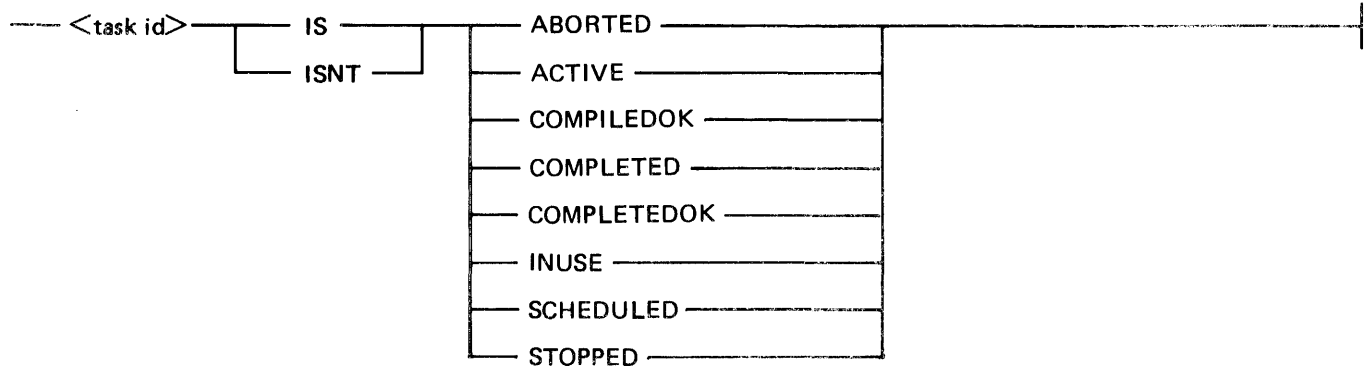 <task id> IS ABORTED
ISNT ACTIVE
COMPILEDOK
COMPLETED
COMPLETEDOK
INUSE
SCHEDULED
STOPPED